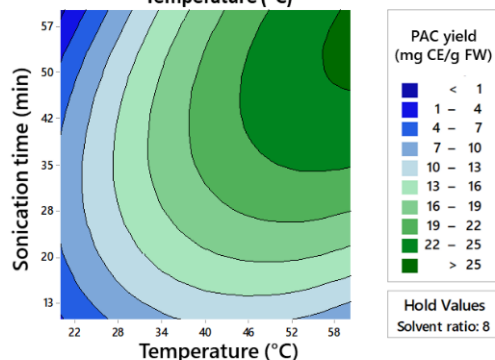 Temperature (°C)
PAC yield
(mg CE/g FW)
< 1
1 – 4
4 – 7
7 – 10
10 – 13
13 – 16
16 – 19
19 – 22
22 – 25
> 25
Hold Values
Solvent ratio: 8
Sonication time (min)
57
50
42
35
28
20
13
22 28 34 40 46 52 58
Temperature (°C)